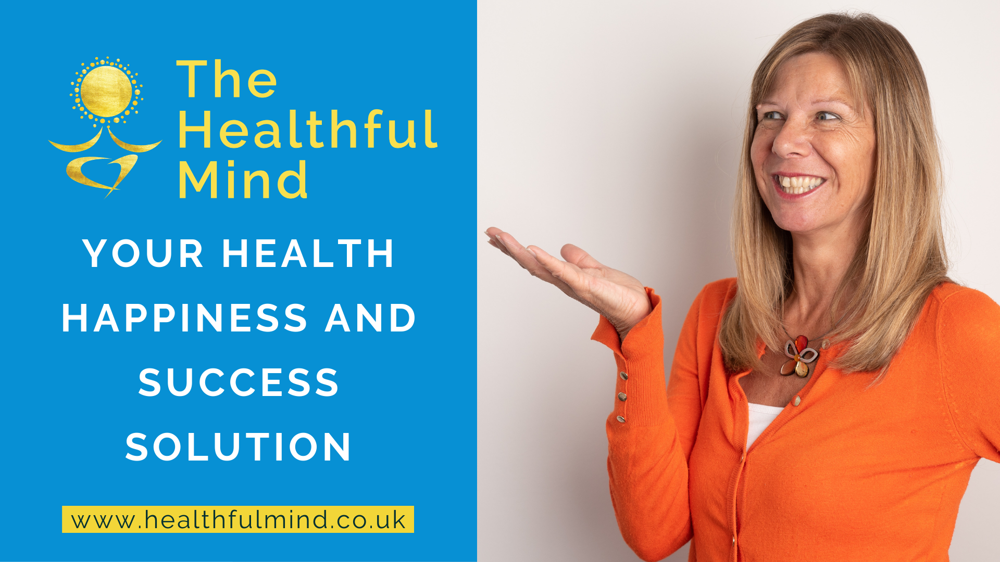 The
Healthful
Mind
YOUR HEALTH
HAPPINESS AND
SUCCESS
SOLUTION
www.healthfulmind.co.uk